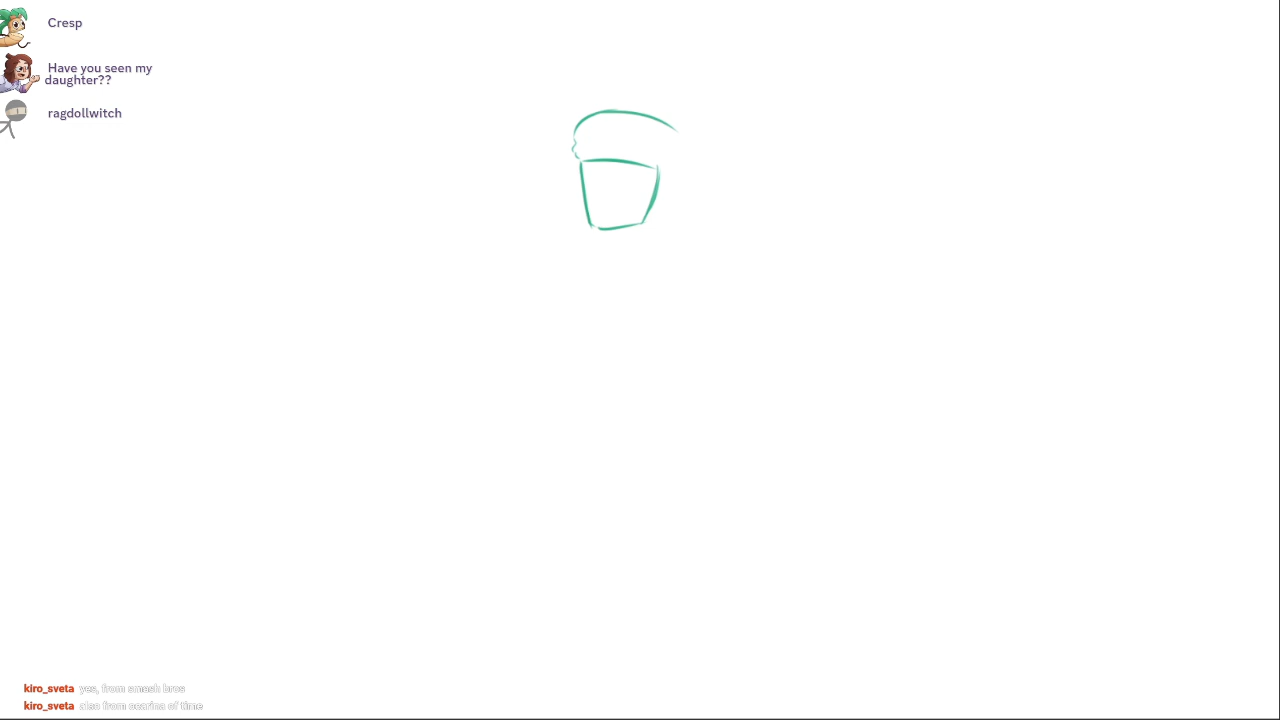 Cresp
Have you seen my
daughter??
ragdollwitch
kiro_sveta yes, from smash bros
kiro_sveta also from ocarina of time